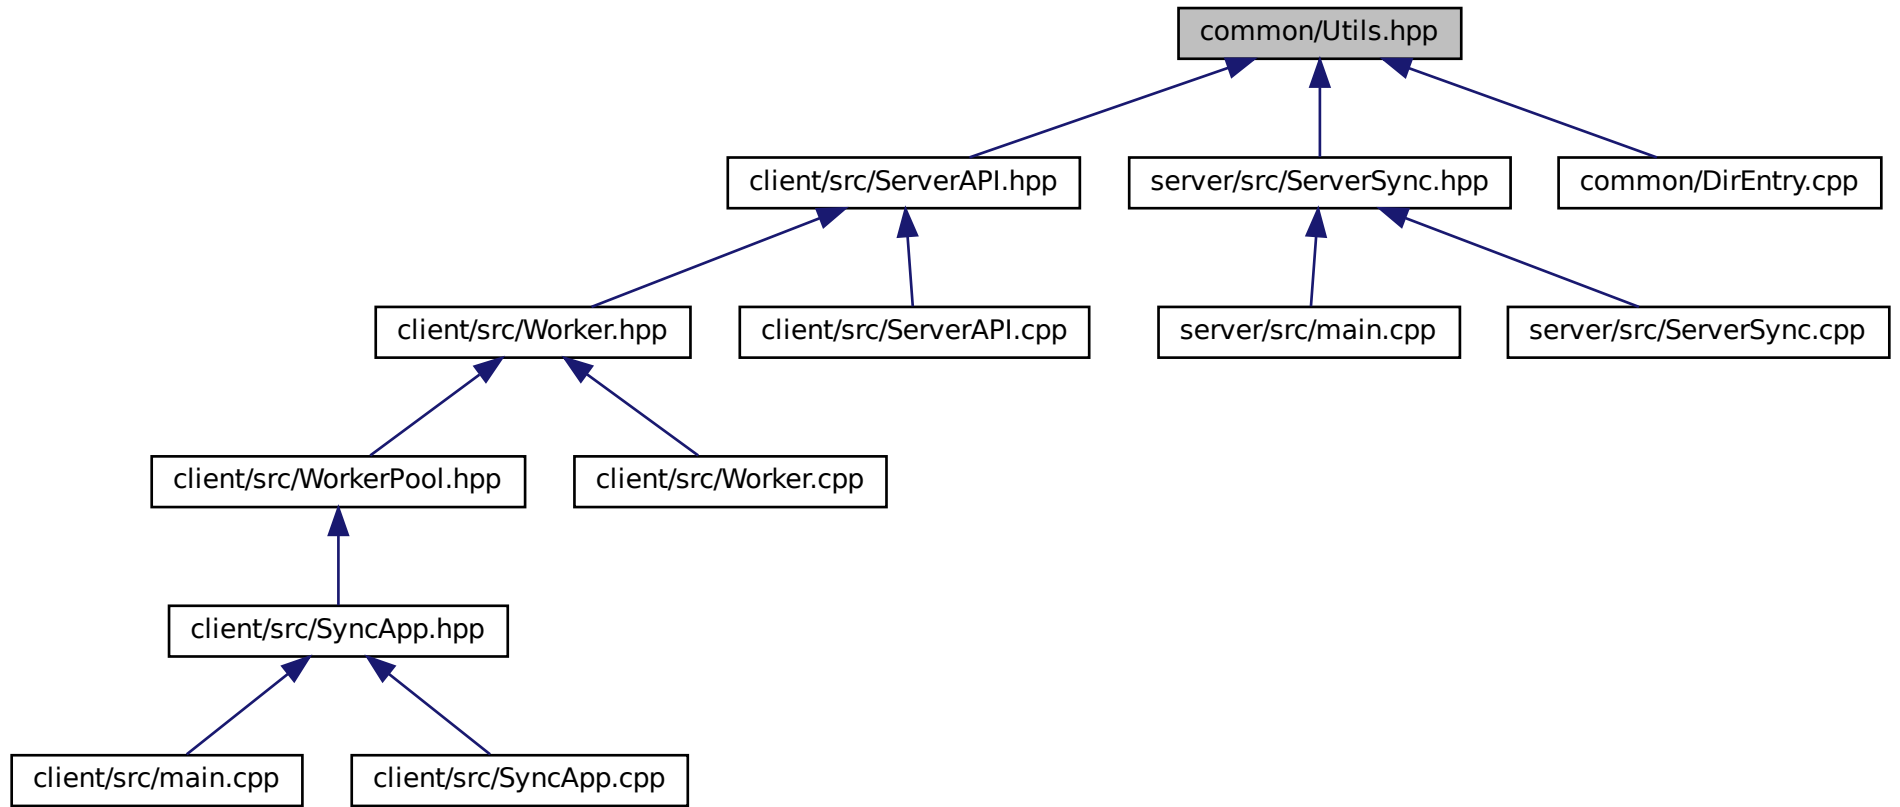 common/Utils.hpp
client/src/ServerAPI.hpp
server/src/ServerSync.hpp
common/DirEntry.cpp
client/src/Worker.hpp
client/src/ServerAPI.cpp
server/src/main.cpp
server/src/ServerSync.cpp
client/src/WorkerPool.hpp
client/src/Worker.cpp
client/src/SyncApp.hpp
client/src/main.cpp
client/src/SyncApp.cpp